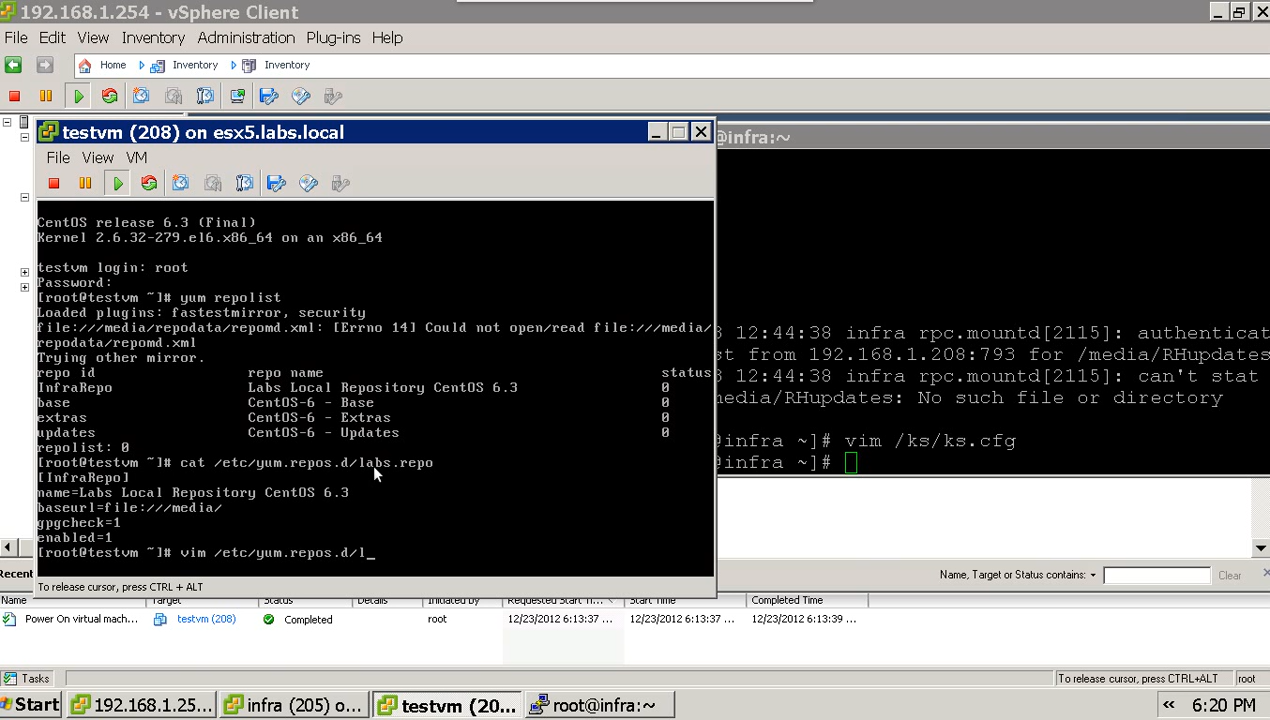 192.168.1.254 - vSphere Client
File Edit View Inventory Administration Plug-ins Help
Home Inventory Inventory
testvm (208) on esx5.labs.local
@infra:~
File View VM
CentOS release 6.3 (Final)
Kernel 2.6.32-279.el6.x86_64 on an x86_64
testvm login: root
Password:
[root@testvm ~]# yum repolist
Loaded plugins: fastestmirror, security
file:///media/repodata/repomd.xml: [Errno 14] Could not open/read file:///media/
repodata/repomd.xml
Trying other mirror.
repo id repo name status
InfraRepo Labs Local Repository CentOS 6.3 0
base CentOS-6 - Base 0
extras CentOS-6 - Extras 0
updates CentOS-6 - Updates 0
repolist: 0
[root@testvm ~]# cat /etc/yum.repos.d/labs.repo
[InfraRepo]
name=Labs Local Repository CentOS 6.3
baseurl=file:///media/
gpgcheck=1
enabled=1
[root@testvm ~]# vim /etc/yum.repos.d/l_
To release cursor, press CTRL + ALT
3 12:44:38 infra rpc.mountd[2115]: authenticat
st from 192.168.1.208:793 for /media/RHupdates
3 12:44:38 infra rpc.mountd[2115]: can't stat
media/RHupdates: No such file or directory
@infra ~]# vim /ks/ks.cfg
@infra ~]#
Recent
Name, Target or Status contains: Clear
Name Target Status Details Initiated by Requested Start Ti... Start Time Completed Time
Power On virtual mach... testvm (208) Completed root 12/23/2012 6:13:37 ... 12/23/2012 6:13:37 ... 12/23/2012 6:13:39 ...
Tasks To release cursor, press CTRL+ALT root
Start 192.168.1.25... infra (205) o... testvm (20... root@infra:~ « 6:20 PM